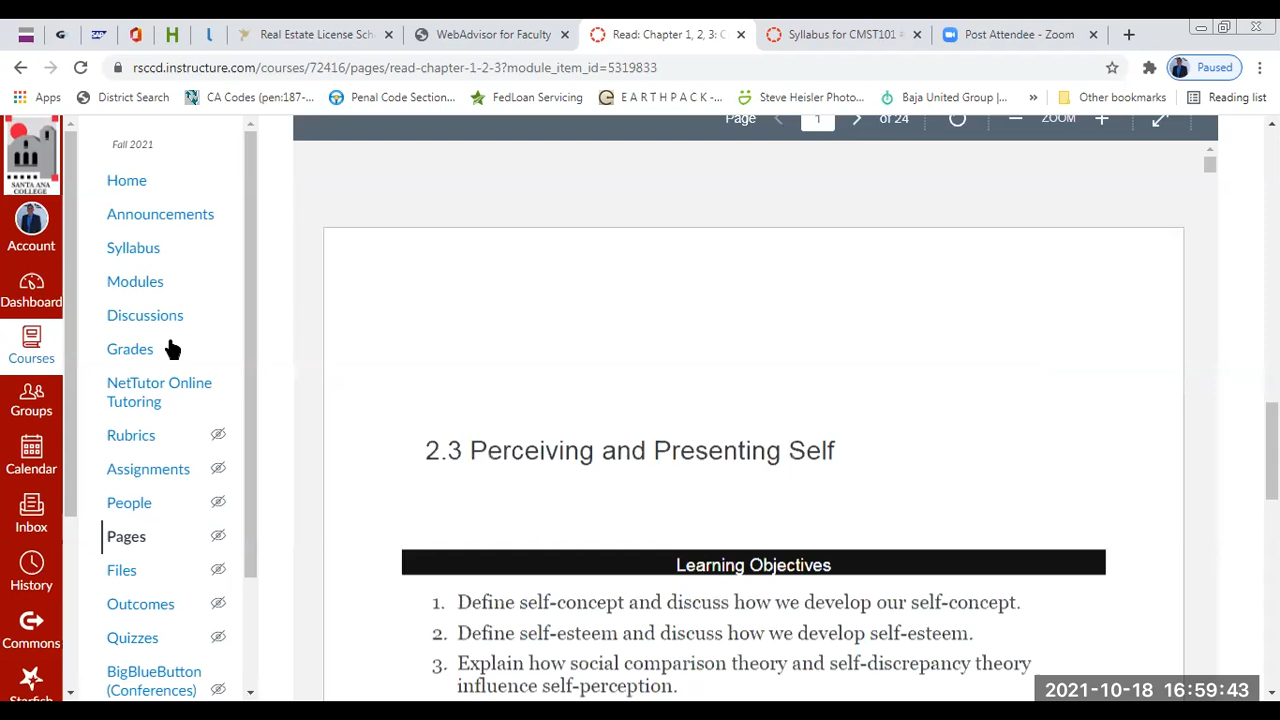 Real Estate License Sch
WebAdvisor for Faculty
Read: Chapter 1, 2, 3: C
Syllabus for CMST101
Post Attendee - Zoom
rsccd.instructure.com/courses/72416/pages/read-chapter-1-2-3?module_item_id=5319833
Paused
Apps
District Search
CA Codes (pen:187-...
Penal Code Section...
FedLoan Servicing
E A R T H P A C K -...
Steve Heisler Photo...
Baja United Group |...
»
Other bookmarks
Reading list
SANTA ANA
COLLEGE
Account
Dashboard
Courses
Groups
Calendar
Inbox
History
Commons
Starfish
Fall 2021
Home
Announcements
Syllabus
Modules
Discussions
Grades
NetTutor Online
Tutoring
Rubrics
Assignments
People
Pages
Files
Outcomes
Quizzes
BigBlueButton
(Conferences)
Page 1 of 24 ZOOM
2.3 Perceiving and Presenting Self
Learning Objectives
1. Define self-concept and discuss how we develop our self-concept.
2. Define self-esteem and discuss how we develop self-esteem.
3. Explain how social comparison theory and self-discrepancy theory
influence self-perception.
2021-10-18 16:59:43